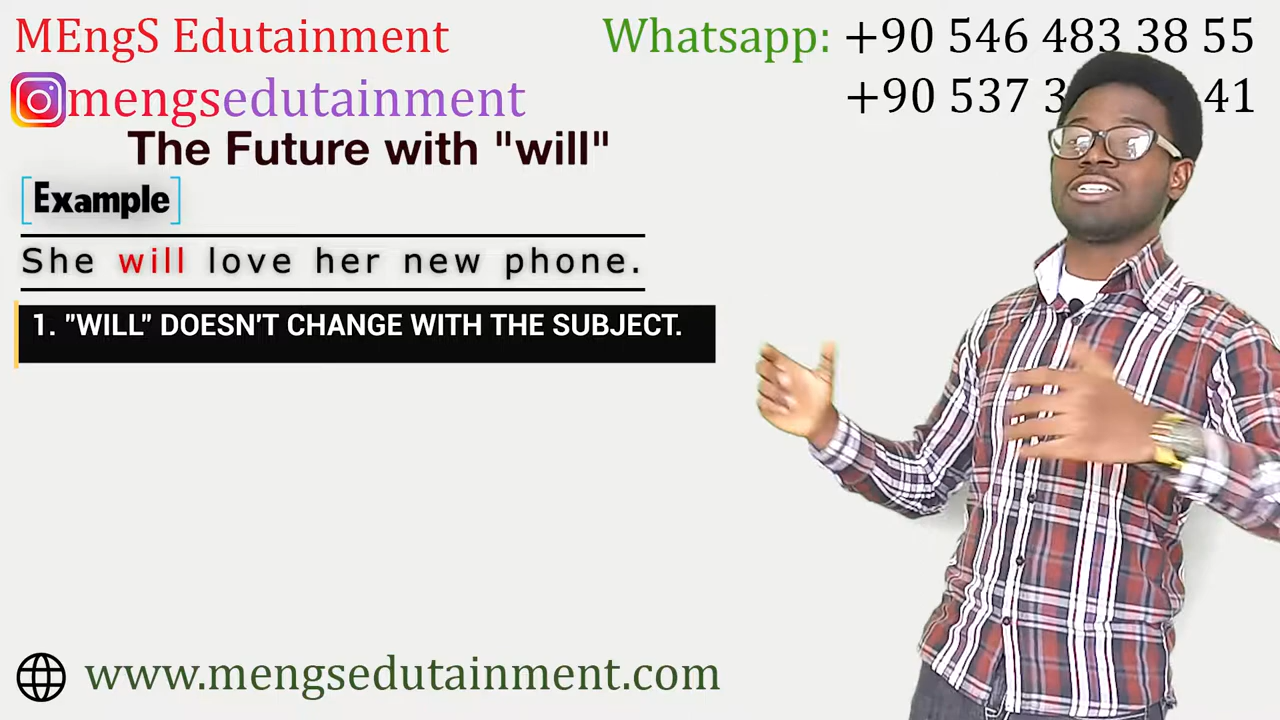 MEngS Edutainment
Whatsapp: +90 546 483 38 55
mengsedutainment
+90 537 3 41
The Future with "will"
Example
She will love her new phone.
1. "WILL" DOESN'T CHANGE WITH THE SUBJECT.
www.mengsedutainment.com